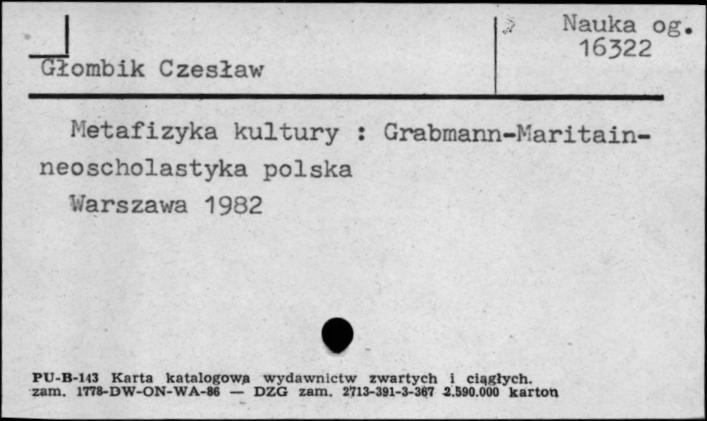 Nauka og.
16322
Głombik Czesław
Metafizyka kultury : Grabmann-Maritain-
neoscholastyka polska
Warszawa 1982
PU-B-143 Karta katalogowa wydawnictw zwartych i ciągłych.
zam. 1778-DW-ON-WA-86 — DZG zam. 2713-391-3-367 2.590.000 karton